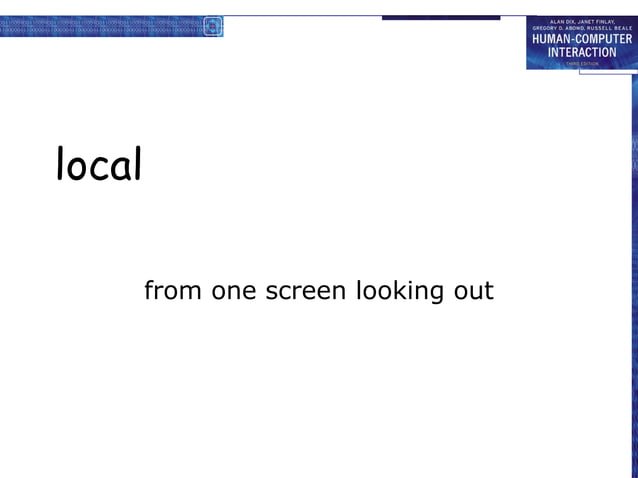 ALAN DIX, JANET FINLAY,
GREGORY D. ABOWD, RUSSELL BEALE
HUMAN-COMPUTER
INTERACTION
THIRD EDITION
local
from one screen looking out